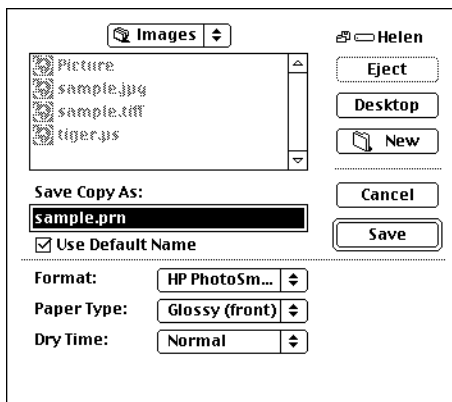 Images
Helen
Picture
sample.jpg
sample.tiff
tiger.ps
Eject
Desktop
New
Save Copy As:
sample.prn
Use Default Name
Cancel
Save
Format: HP PhotoSm...
Paper Type: Glossy (front)
Dry Time: Normal